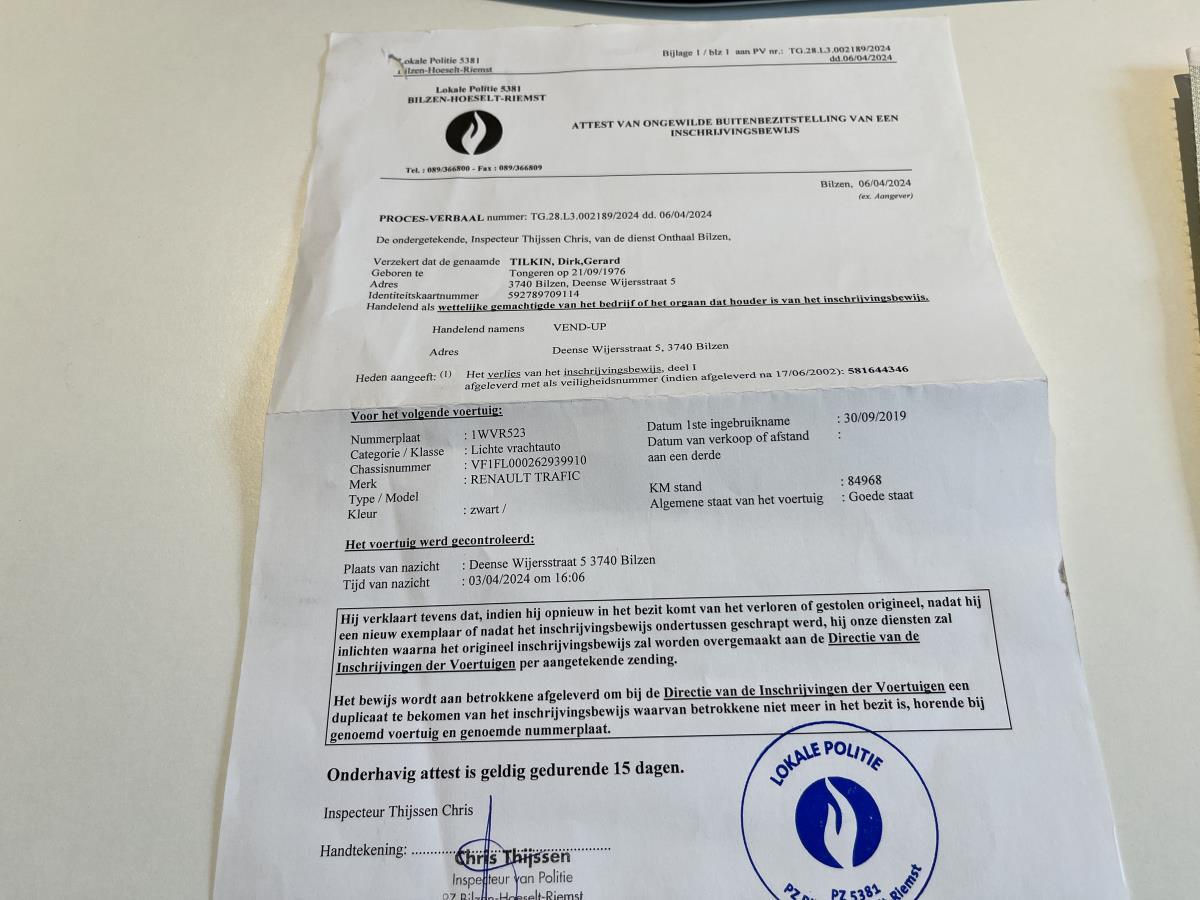 Lokale Politie 5381
Bilzen-Hoeselt-Riemst
Bijlage 1 / blz 1 aan PV nr.: TG.28.L3.002189/2024
dd.06/04/2024
Lokale Politie 5381
BILZEN-HOESELT-RIEMST
ATTEST VAN ONGEWILDE BUITENBEZITSTELLING VAN EEN
INSCHRIJVINGSBEWIJS
Tel. : 089/366800 - Fax : 089/366809
Bilzen, 06/04/2024
(ex. Aangever)
PROCES-VERBAAL nummer: TG.28.L3.002189/2024 dd. 06/04/2024
De ondergetekende, Inspecteur Thijssen Chris, van de dienst Onthaal Bilzen,
Verzekert dat de genaamde TILKIN, Dirk,Gerard
Geboren te Tongeren op 21/09/1976
Adres 3740 Bilzen, Deense Wijersstraat 5
Identiteitskaartnummer 592789709114
Handelend als wettelijke gemachtigde van het bedrijf of het orgaan dat houder is van het inschrijvingsbewijs.
Handelend namens VEND-UP
Adres Deense Wijersstraat 5, 3740 Bilzen
Heden aangeeft: (1) Het verlies van het inschrijvingsbewijs, deel I
afgeleverd met als veiligheidsnummer (indien afgeleverd na 17/06/2002): 581644346
Voor het volgende voertuig:
Nummerplaat : 1WVR523
Categorie / Klasse : Lichte vrachtauto
Chassisnummer : VF1FL000262939910
Merk : RENAULT TRAFIC
Type / Model
Kleur : zwart /
Datum 1ste ingebruikname : 30/09/2019
Datum van verkoop of afstand :
aan een derde
KM stand : 84968
Algemene staat van het voertuig : Goede staat
Het voertuig werd gecontroleerd:
Plaats van nazicht : Deense Wijersstraat 5 3740 Bilzen
Tijd van nazicht : 03/04/2024 om 16:06
Hij verklaart tevens dat, indien hij opnieuw in het bezit komt van het verloren of gestolen origineel, nadat hij
een nieuw exemplaar of nadat het inschrijvingsbewijs ondertussen geschrapt werd, hij onze diensten zal
inlichten waarna het origineel inschrijvingsbewijs zal worden overgemaakt aan de Directie van de
Inschrijvingen der Voertuigen per aangetekende zending.
Het bewijs wordt aan betrokkene afgeleverd om bij de Directie van de Inschrijvingen der Voertuigen een
duplicaat te bekomen van het inschrijvingsbewijs waarvan betrokkene niet meer in het bezit is, horende bij
genoemd voertuig en genoemde nummerplaat.
Onderhavig attest is geldig gedurende 15 dagen.
Inspecteur Thijssen Chris
Handtekening: ..................................................
Chris Thijssen
Inspecteur van Politie
PZ Bilzen-Hoeselt-Riemst
LOKALE POLITIE
PZ 5381
Riemst